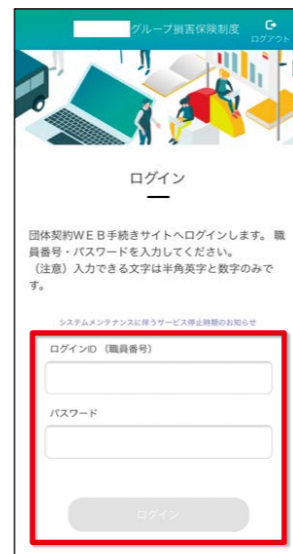 グループ損害保険制度
ログアウト
ログイン
団体契約ＷＥＢ手続きサイトへログインします。 職
員番号・パスワードを入力してください。
（注意）入力できる文字は半角英字と数字のみで
す。
システムメンテナンスに伴うサービス停止時期のお知らせ
ログインID （職員番号）
パスワード
ログイン